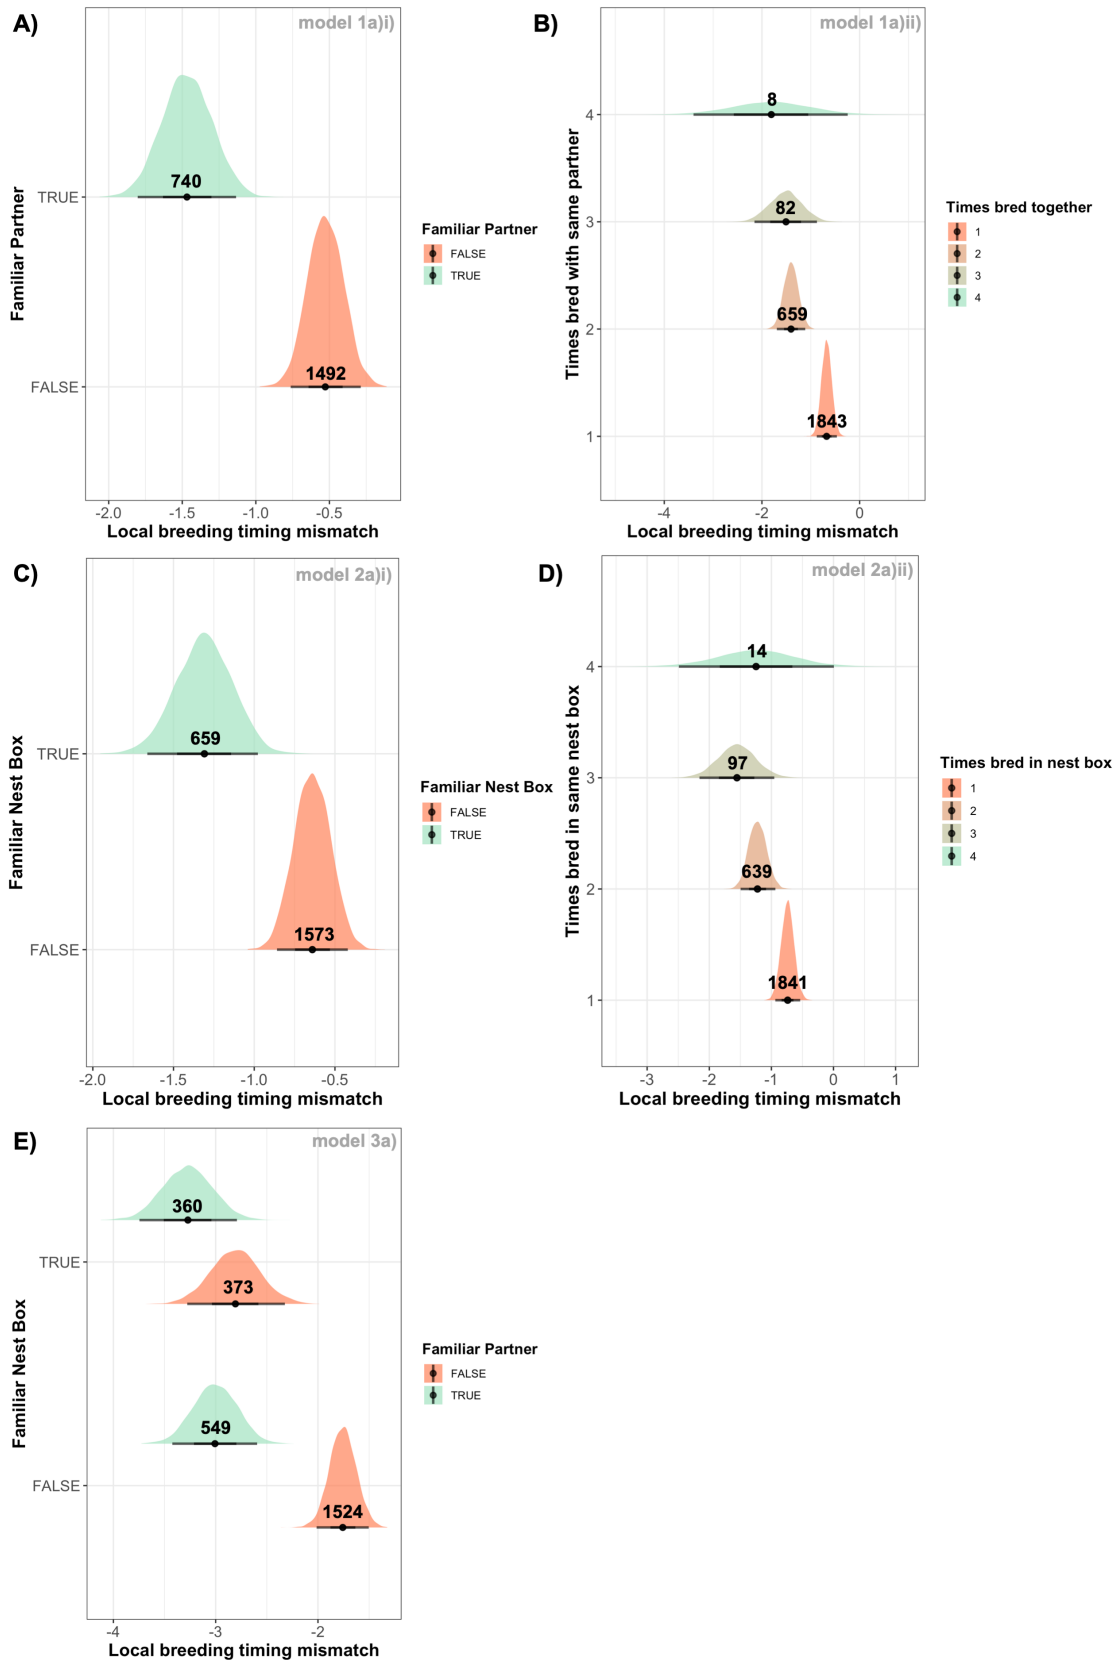 A)
model 1a)i)
Familiar Partner
TRUE
FALSE
740
1492
-2.0 -1.5 -1.0 -0.5
Local breeding timing mismatch
Familiar Partner
FALSE
TRUE
B)
model 1a)ii)
Times bred with same partner
4
3
2
1
8
82
659
1843
-4 -2 0
Local breeding timing mismatch
Times bred together
1
2
3
4
C)
model 2a)i)
Familiar Nest Box
TRUE
FALSE
659
1573
-2.0 -1.5 -1.0 -0.5
Local breeding timing mismatch
Familiar Nest Box
FALSE
TRUE
D)
model 2a)ii)
Times bred in same nest box
4
3
2
1
14
97
639
1841
-3 -2 -1 0 1
Local breeding timing mismatch
Times bred in nest box
1
2
3
4
E)
model 3a)
Familiar Nest Box
TRUE
FALSE
360
373
549
1524
-4 -3 -2
Local breeding timing mismatch
Familiar Partner
FALSE
TRUE